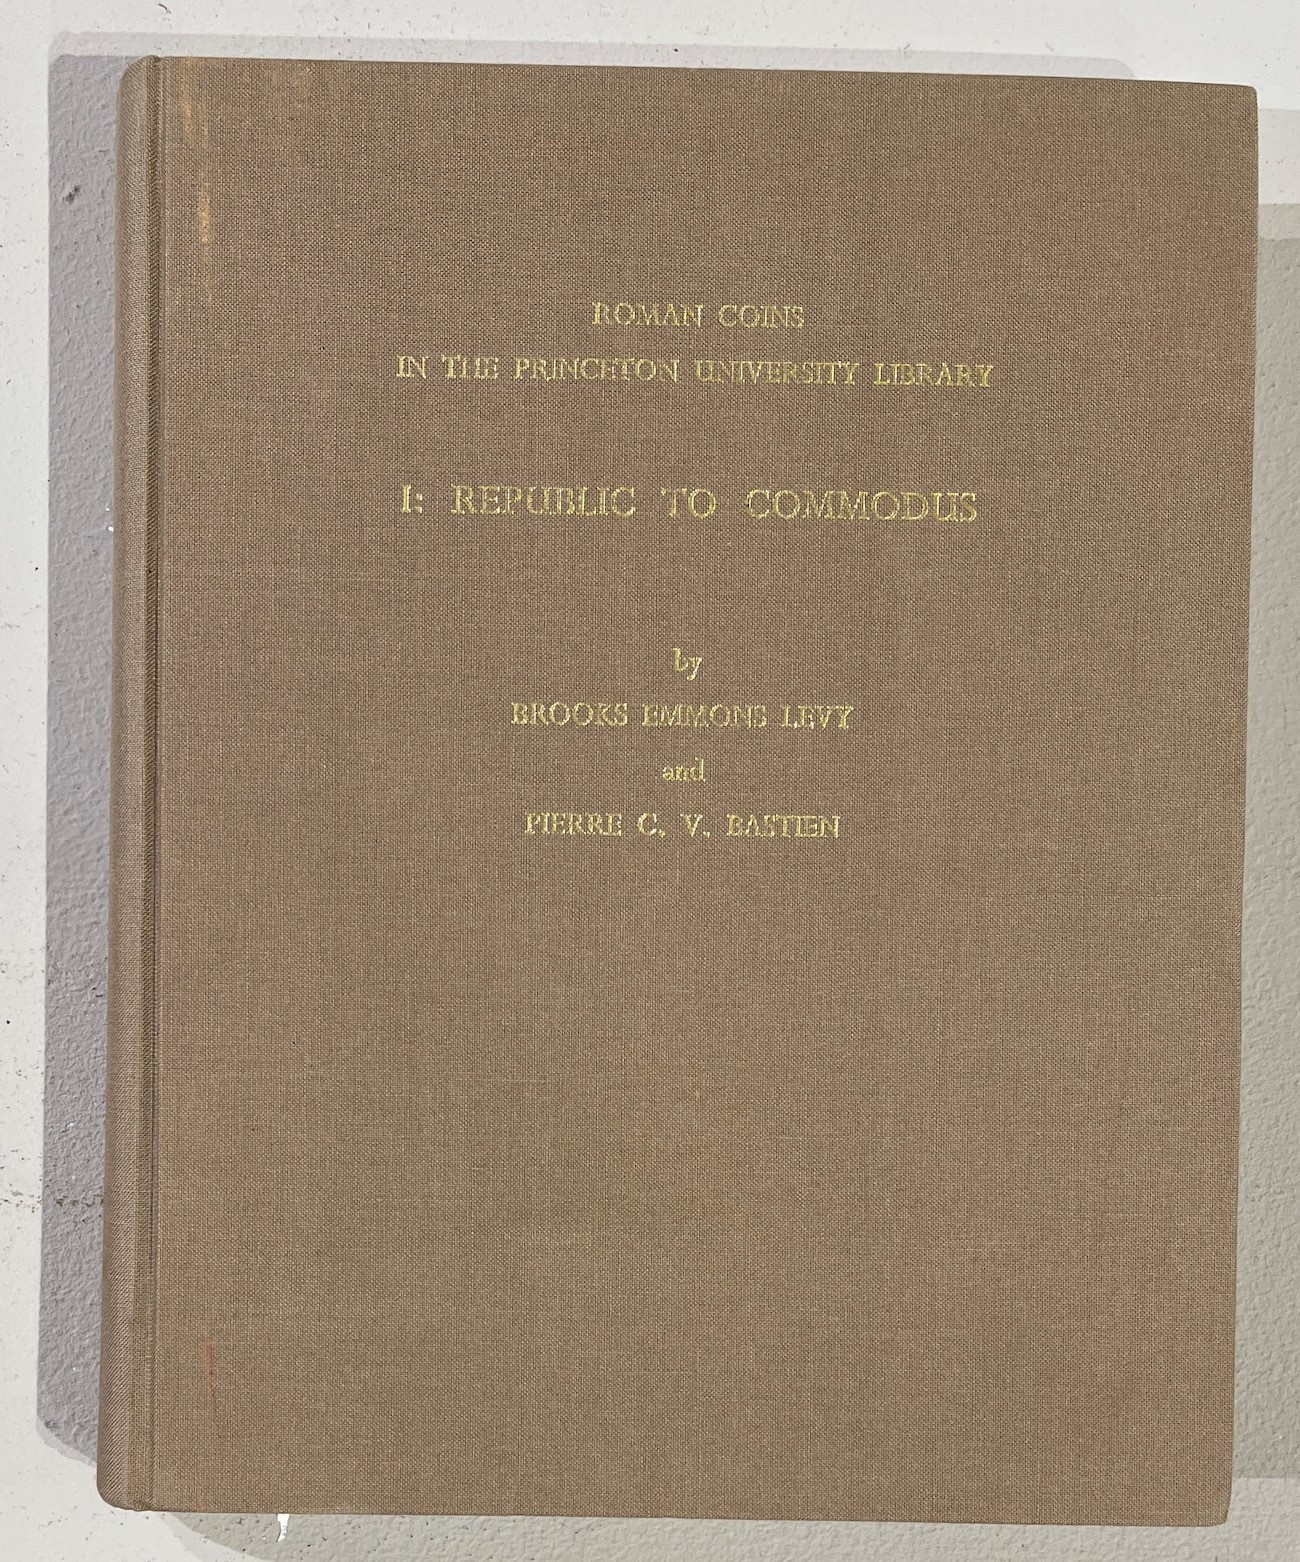 ROMAN COINS
IN THE PRINCETON UNIVERSITY LIBRARY
I: REPUBLIC TO COMMODUS
by
BROOKS EMMONS LEVY
and
PIERRE C. V. BASTIEN